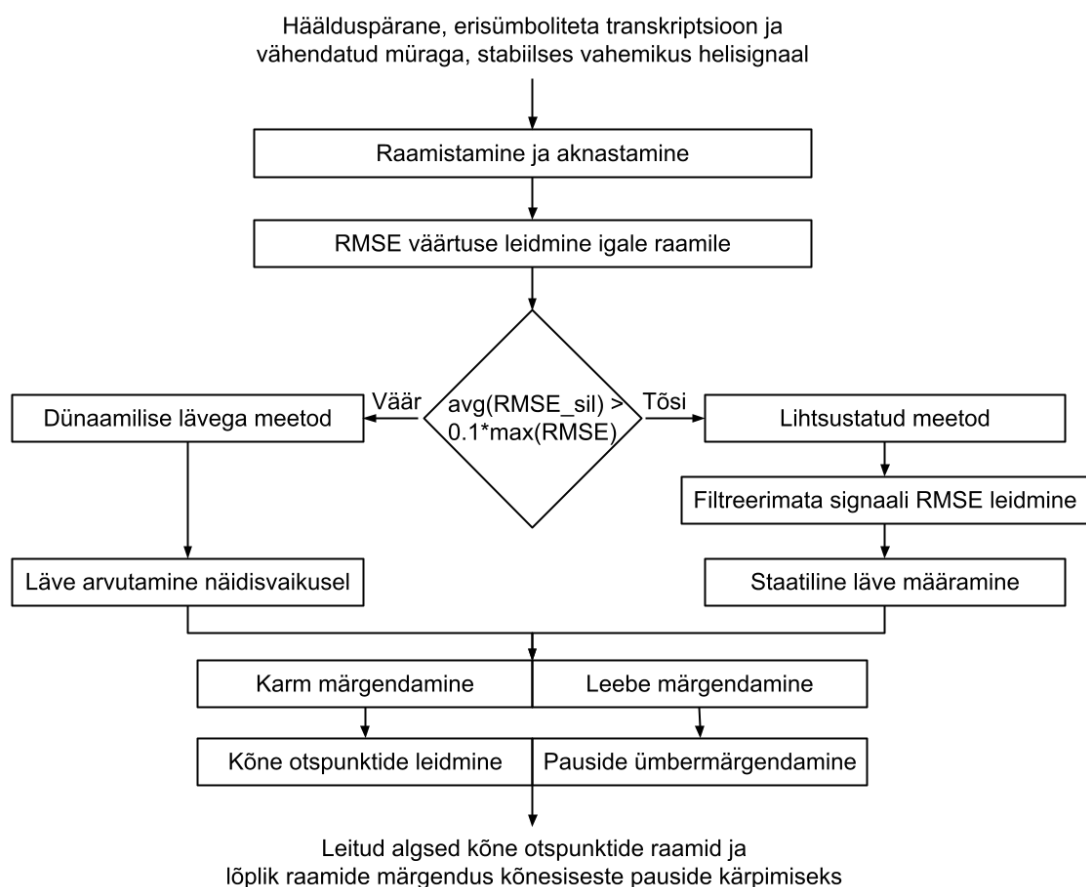 Häälduspärane, erisümboliteta transkriptsioon ja
vähendatud müraga, stabiilses vahemikus helisignaal
Raamistamine ja aknastamine
RMSE väärtuse leidmine igale raamile
avg(RMSE_sil) >
0.1*max(RMSE)
Väär
Tõsi
Dünaamilise lävega meetod
Lihtsustatud meetod
Filtreerimata signaali RMSE leidmine
Läve arvutamine näidisvaikusel
Staatiline läve määramine
Karm märgendamine
Leebe märgendamine
Kõne otspunktide leidmine
Pauside ümbermärgendamine
Leitud algsed kõne otspunktide raamid ja
lõplik raamide märgendus kõnesiseste pauside kärpimiseks